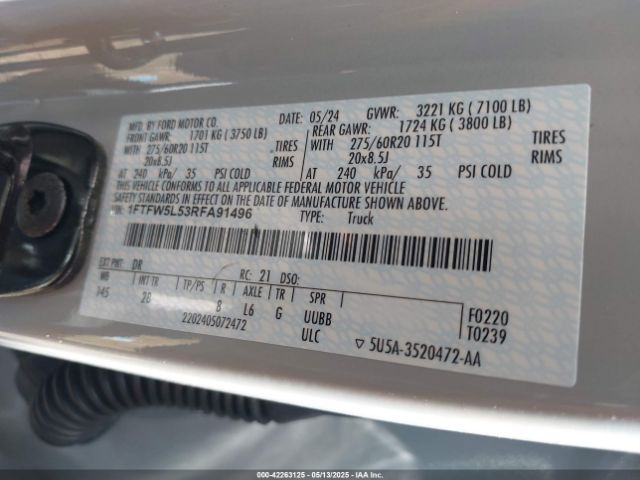 MFD. BY FORD MOTOR CO. 05/24 GVWR: 3221 KG ( 7100 LB)
FRONT GAWR: 1701 KG ( 3750 LB) REAR GAWR: 1724 KG ( 3800 LB)
WITH 275/60R20 115T TIRES WITH 275/60R20 115T TIRES
20x8.5J RIMS 20x8.5J RIMS
AT 240 kPa/ 35 PSI COLD AT 240 kPa/ 35 PSI COLD
THIS VEHICLE CONFORMS TO ALL APPLICABLE FEDERAL MOTOR VEHICLE
SAFETY STANDARDS IN EFFECT ON THE DATE OF MANUFACTURE SHOWN ABOVE.
VIN: 1FTFW5L53RFA91496 TYPE: Truck
EXT PNT: DR RC: 21 DSO:
WB INT TR TP/PS R AXLE TR SPR
145 2B 8 L6 G UUBB F0220
2202405072472 ULC T0239
▽ 5U5A-3520472-AA
000-42263125 - 05/13/2025 - IAA, Inc.